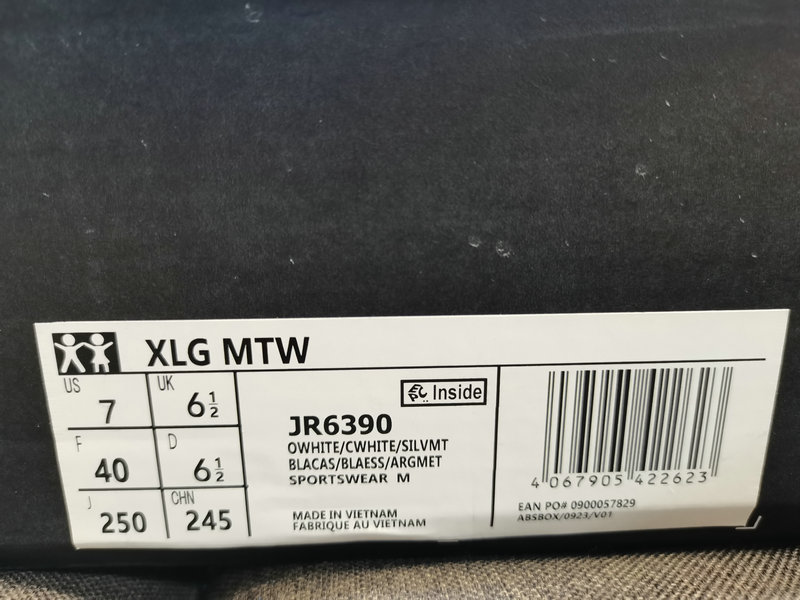 XLG MTW
US 7 UK 6½
F 40 D 6½
J 250 CHN 245
Inside
JR6390
OWHITE/CWHITE/SILVMT
BLACAS/BLAESS/ARGMET
SPORTSWEAR M
MADE IN VIETNAM
FABRIQUE AU VIETNAM
4 067905 422623
EAN PO# 0900057829
ABSBOX/0923/V01